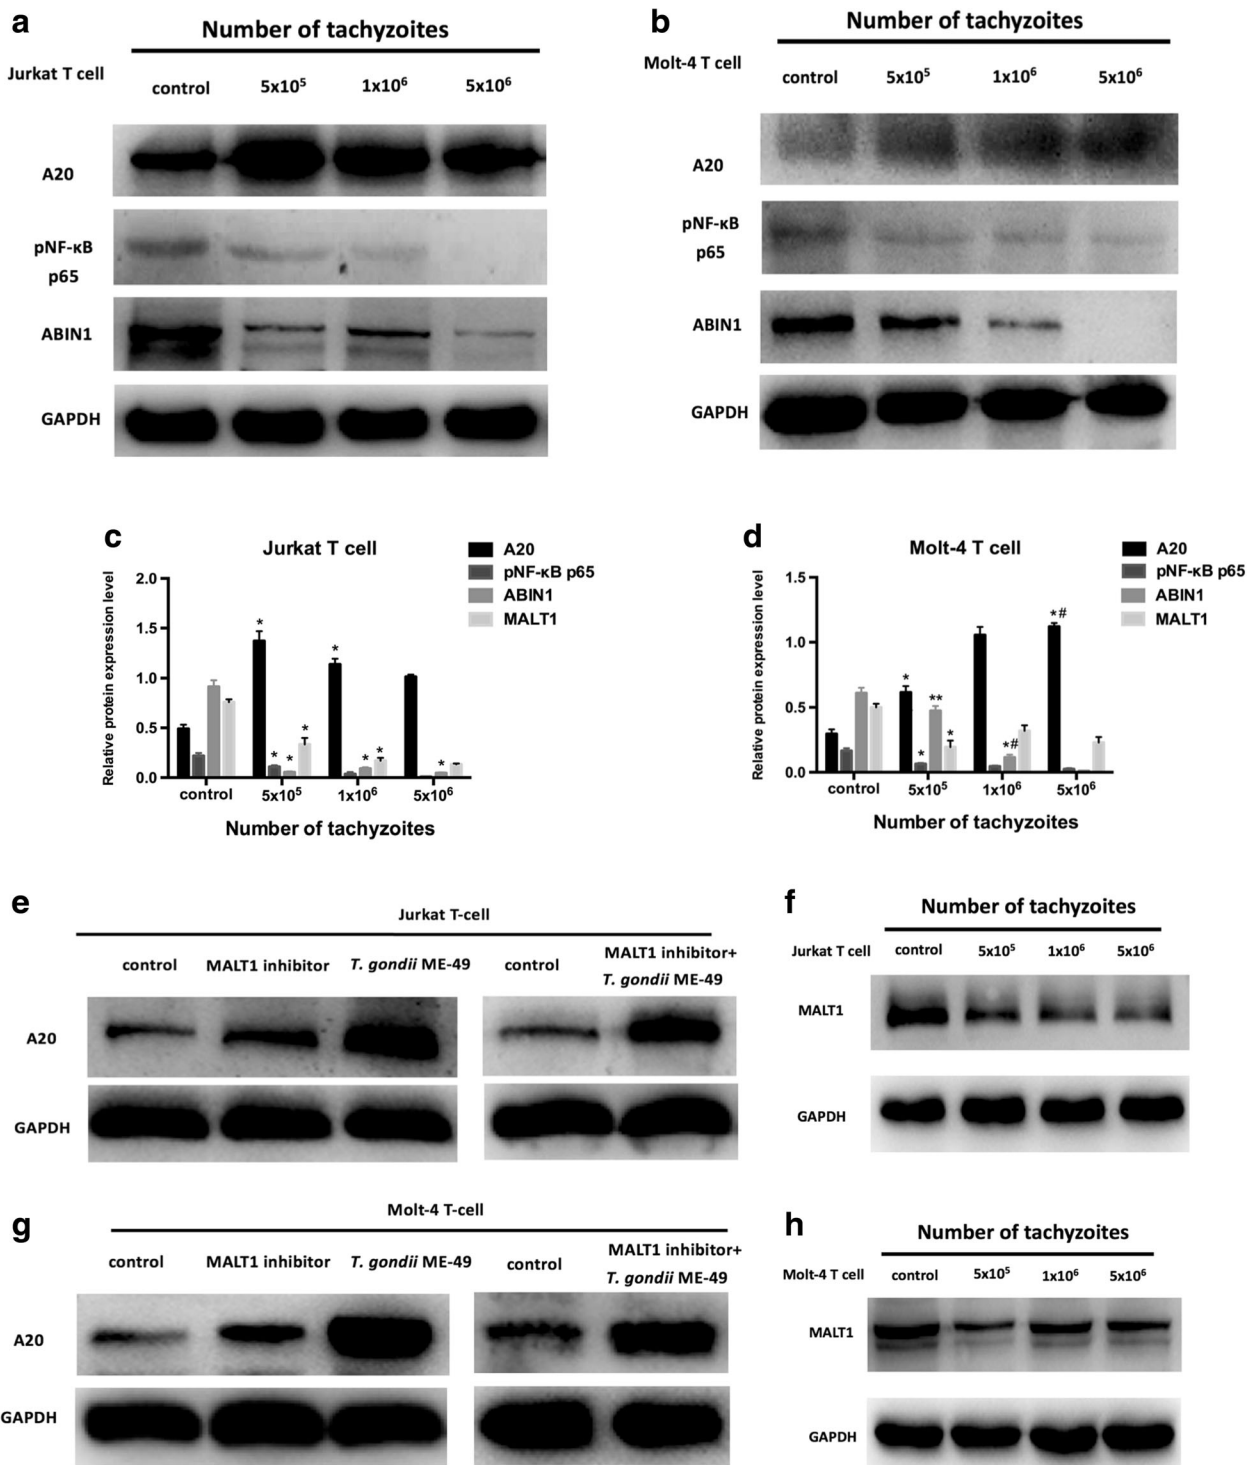 a
Number of tachyzoites
Jurkat T cell
control 5x10⁵ 1x10⁶ 5x10⁶
A20
pNF-κB
p65
ABIN1
GAPDH
b
Number of tachyzoites
Molt-4 T cell
control 5x10⁵ 1x10⁶ 5x10⁶
A20
pNF-κB
p65
ABIN1
GAPDH
c
Jurkat T cell
A20
pNF-κB p65
ABIN1
MALT1
Relative protein expression level
2.0
1.5
1.0
0.5
0.0
* * * *
* * *
*
control 5x10⁵ 1x10⁶ 5x10⁶
Number of tachyzoites
d
Molt-4 T cell
A20
pNF-κB p65
ABIN1
MALT1
Relative protein expression level
1.5
1.0
0.5
0.0
* * ** *
*#
*#
control 5x10⁵ 1x10⁶ 5x10⁶
Number of tachyzoites
e
Jurkat T-cell
control MALT1 inhibitor T. gondii ME-49 control MALT1 inhibitor+
T. gondii ME-49
A20
GAPDH
f
Number of tachyzoites
Jurkat T cell control 5x10⁵ 1x10⁶ 5x10⁶
MALT1
GAPDH
g
Molt-4 T-cell
control MALT1 inhibitor T. gondii ME-49 control MALT1 inhibitor+
T. gondii ME-49
A20
GAPDH
h
Number of tachyzoites
Molt-4 T cell control 5x10⁵ 1x10⁶ 5x10⁶
MALT1
GAPDH